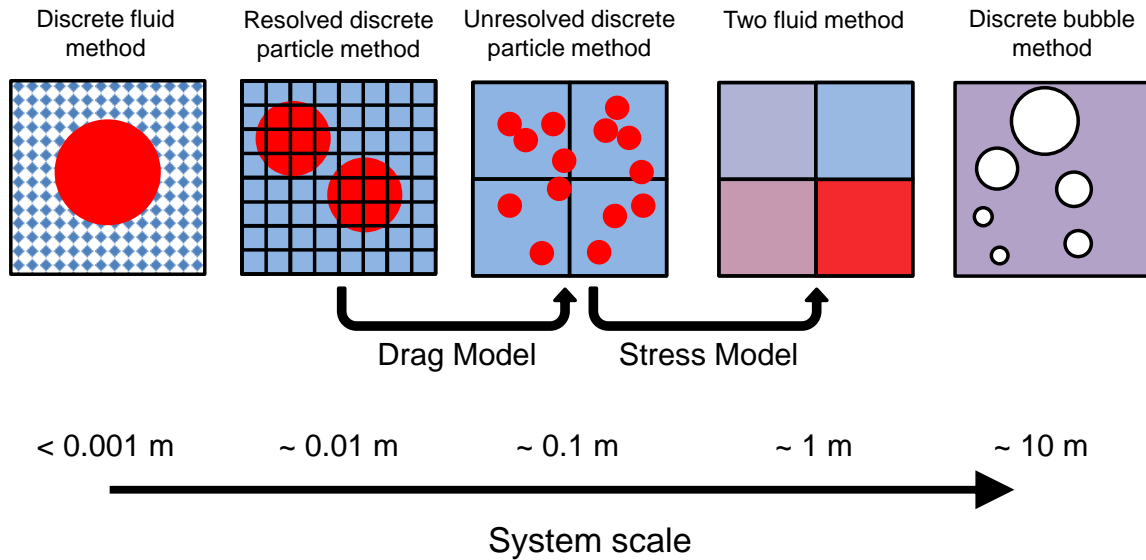 Discrete fluid
method
Resolved discrete
particle method
Unresolved discrete
particle method
Two fluid method
Discrete bubble
method
Drag Model
Stress Model
< 0.001 m
~ 0.01 m
~ 0.1 m
~ 1 m
~ 10 m
System scale